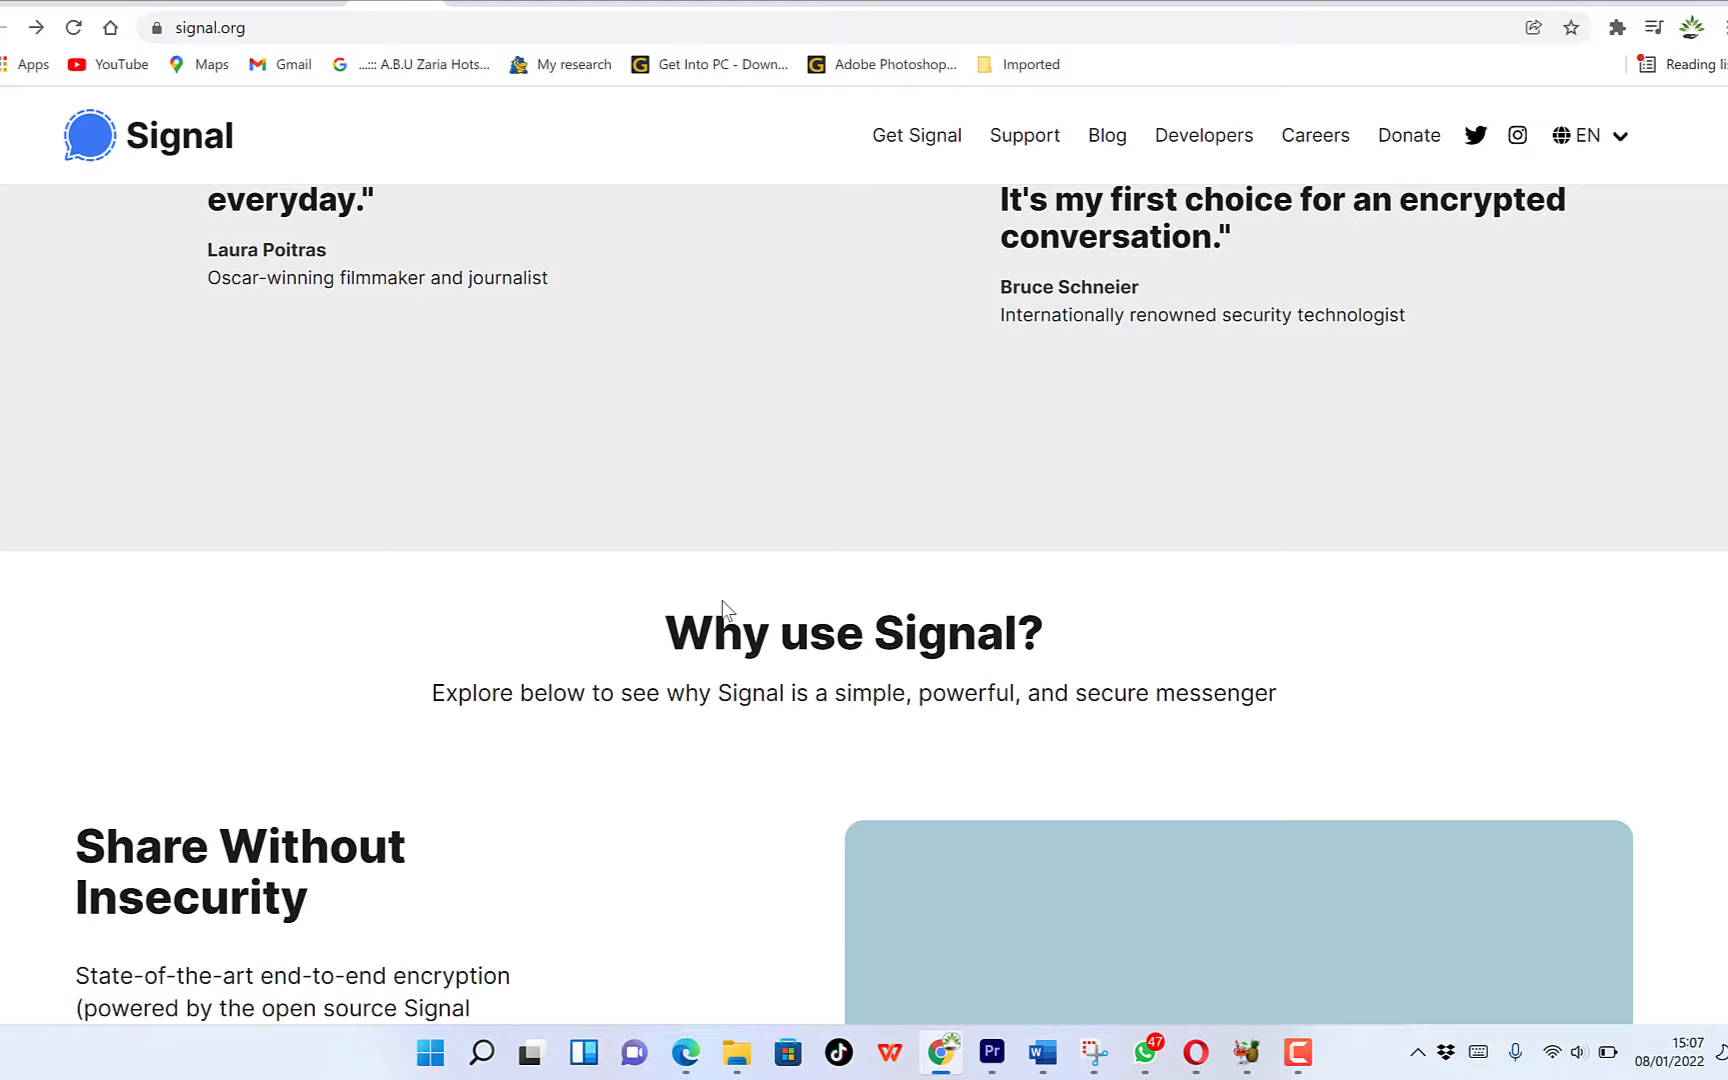 signal.org
Apps YouTube Maps Gmail ...::: A.B.U Zaria Hots... My research Get Into PC - Down... Adobe Photoshop... Imported Reading li
Signal Get Signal Support Blog Developers Careers Donate EN
everyday."
Laura Poitras
Oscar-winning filmmaker and journalist
It's my first choice for an encrypted
conversation."
Bruce Schneier
Internationally renowned security technologist
Why use Signal?
Explore below to see why Signal is a simple, powerful, and secure messenger
Share Without
Insecurity
State-of-the-art end-to-end encryption
(powered by the open source Signal
Pr
W
47
15:07
08/01/2022